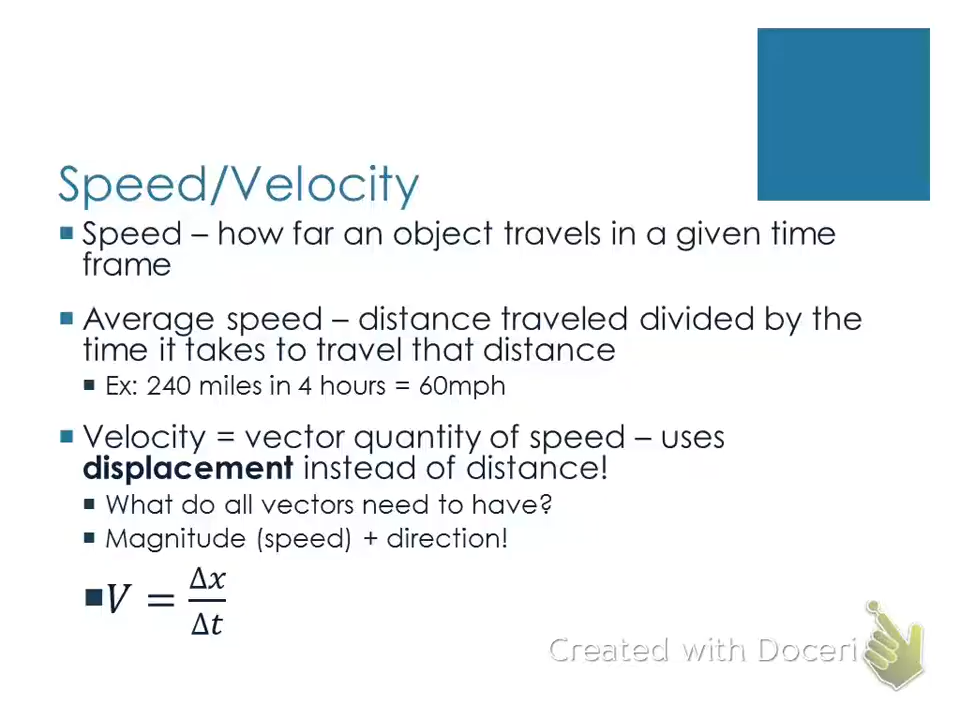 Speed/Velocity
Speed – how far an object travels in a given time
frame
Average speed – distance traveled divided by the
time it takes to travel that distance
Ex: 240 miles in 4 hours = 60mph
Velocity = vector quantity of speed – uses
displacement instead of distance!
What do all vectors need to have?
Magnitude (speed) + direction!
V = Δx/Δt
Created with Doceri